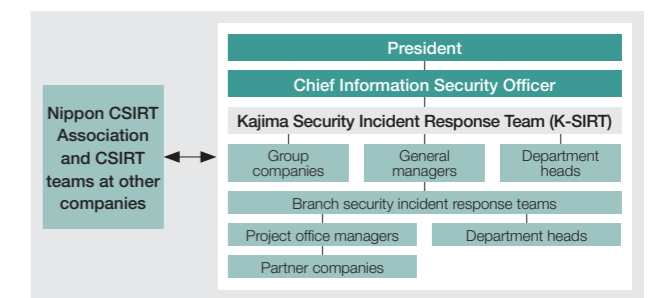 President
Chief Information Security Officer
Kajima Security Incident Response Team (K-SIRT)
Nippon CSIRT
Association
and CSIRT
teams at other
companies
Group
companies
General
managers
Department
heads
Branch security incident response teams
Project office managers
Department heads
Partner companies